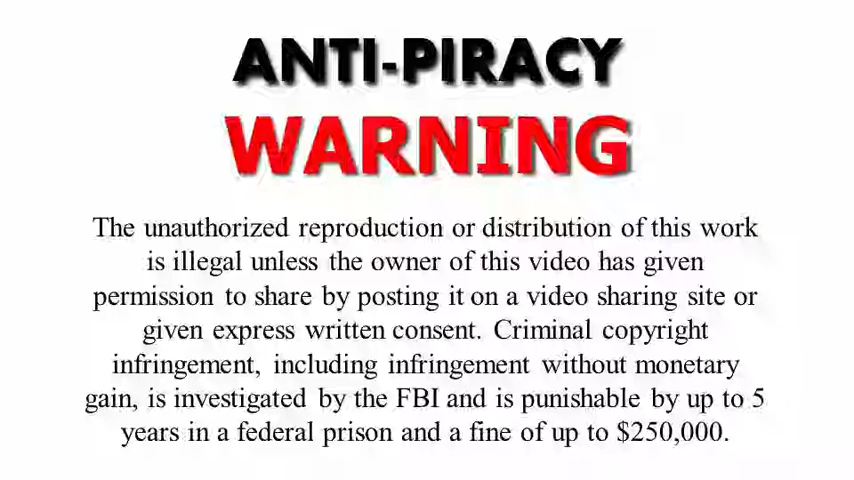 ANTI-PIRACY
WARNING
The unauthorized reproduction or distribution of this work
is illegal unless the owner of this video has given
permission to share by posting it on a video sharing site or
given express written consent. Criminal copyright
infringement, including infringement without monetary
gain, is investigated by the FBI and is punishable by up to 5
years in a federal prison and a fine of up to $250,000.